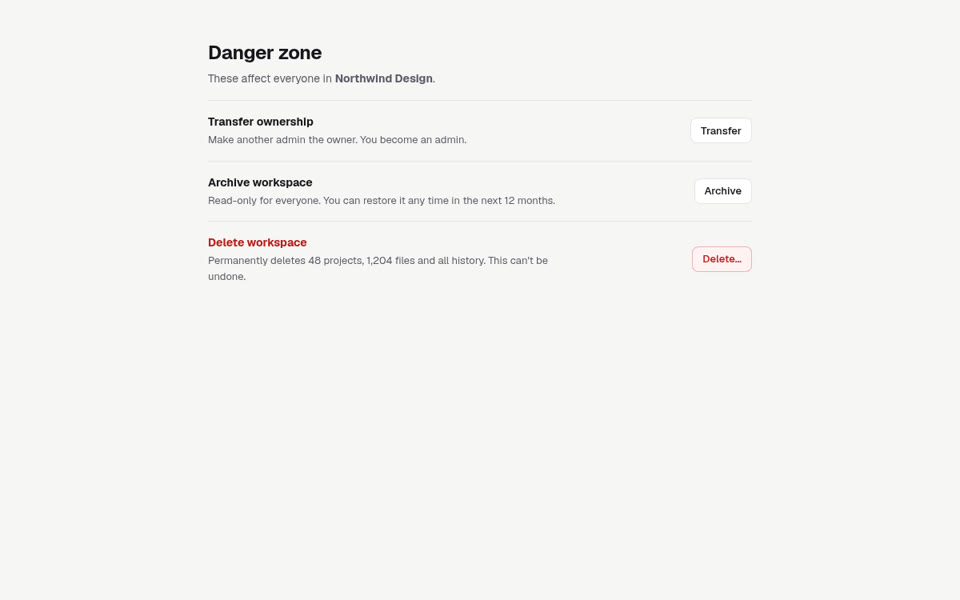 Danger zone
These affect everyone in Northwind Design.
Transfer ownership
Make another admin the owner. You become an admin.
Transfer
Archive workspace
Read-only for everyone. You can restore it any time in the next 12 months.
Archive
Delete workspace
Permanently deletes 48 projects, 1,204 files and all history. This can't be
undone.
Delete…